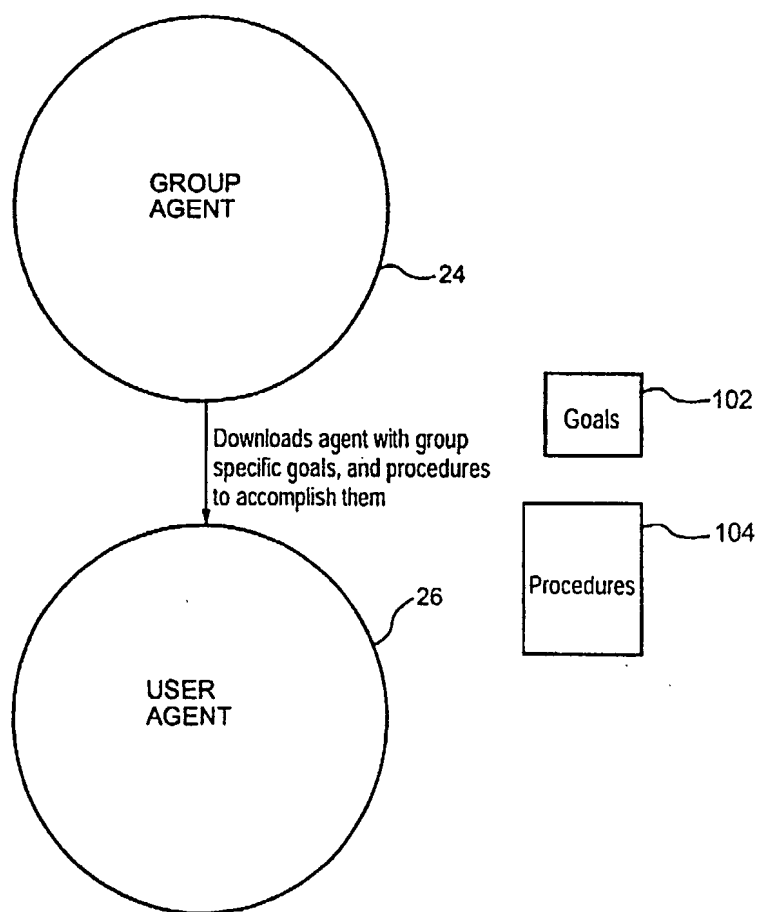 GROUP
AGENT
24
102
Goals
Downloads agent with group
specific goals, and procedures
to accomplish them
104
Procedures
26
USER
AGENT